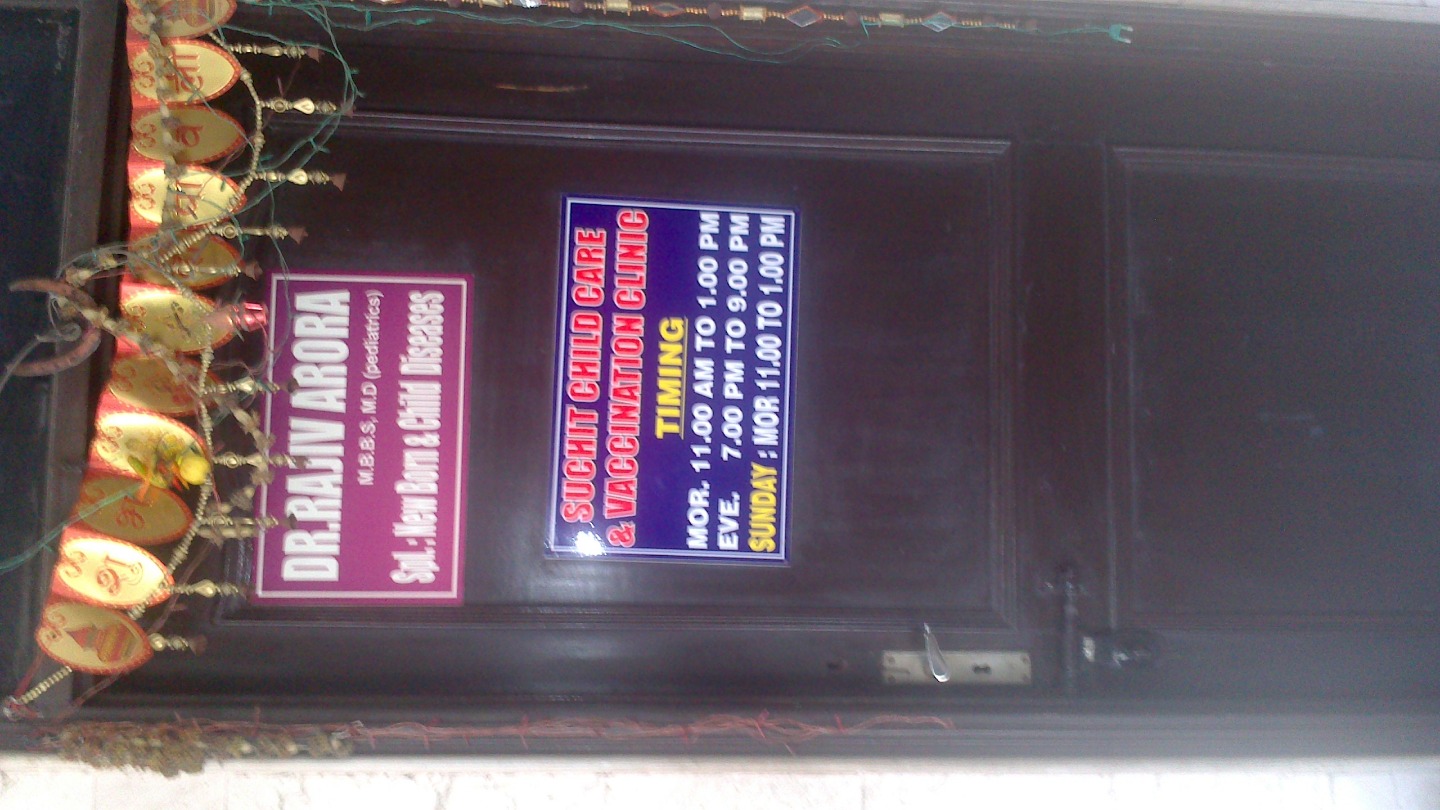 DR.RAJIV ARORA
M.B.B.S, M.D (pediatrics)
Spl. : New Born & Child Diseases
SUCHIT CHILD CARE
& VACCINATION CLINIC
TIMING
MOR. 11.00 AM TO 1.00 PM
EVE. 7.00 PM TO 9.00 PM
SUNDAY : MOR 11.00 TO 1.00 PM